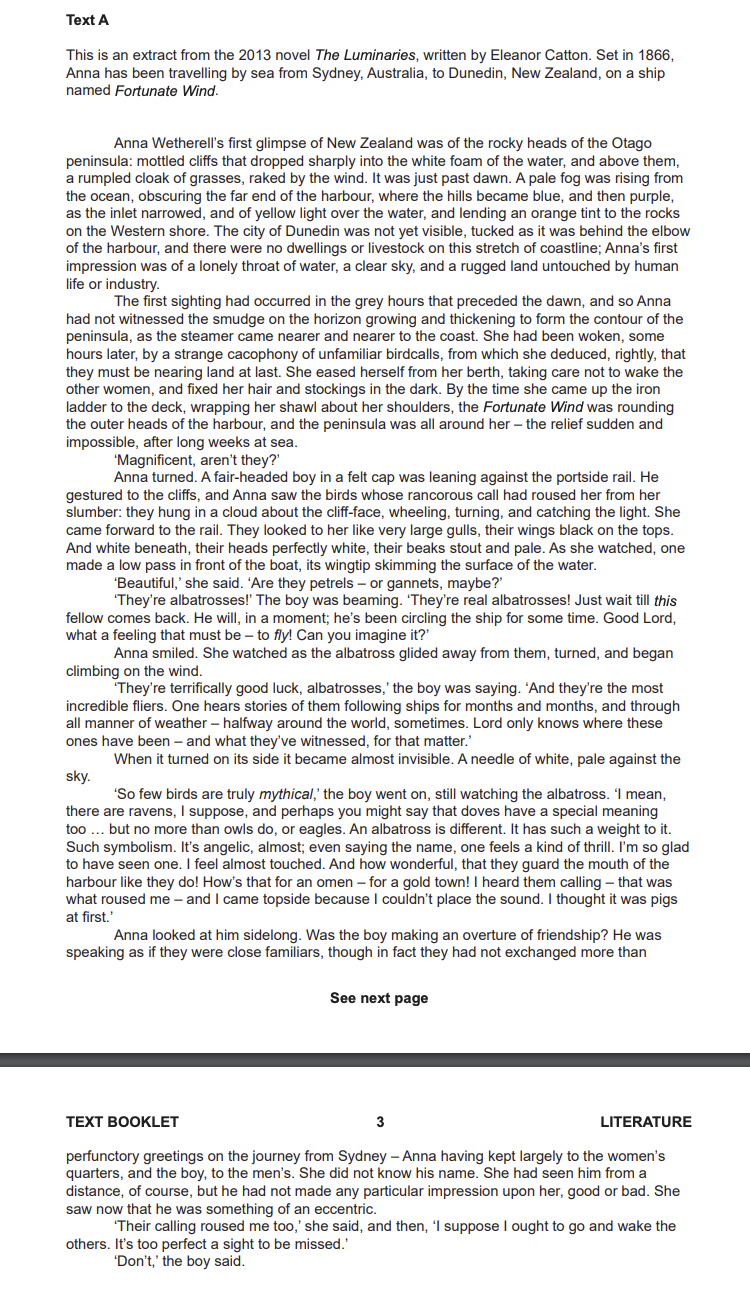 Text A
This is an extract from the 2013 novel The Luminaries, written by Eleanor Catton. Set in 1866,
Anna has been travelling by sea from Sydney, Australia, to Dunedin, New Zealand, on a ship
named Fortunate Wind.
Anna Wetherell's first glimpse of New Zealand was of the rocky heads of the Otago
peninsula: mottled cliffs that dropped sharply into the white foam of the water, and above them,
a rumpled cloak of grasses, raked by the wind. It was just past dawn. A pale fog was rising from
the ocean, obscuring the far end of the harbour, where the hills became blue, and then purple,
as the inlet narrowed, and of yellow light over the water, and lending an orange tint to the rocks
on the Western shore. The city of Dunedin was not yet visible, tucked as it was behind the elbow
of the harbour, and there were no dwellings or livestock on this stretch of coastline; Anna's first
impression was of a lonely throat of water, a clear sky, and a rugged land untouched by human
life or industry.
The first sighting had occurred in the grey hours that preceded the dawn, and so Anna
had not witnessed the smudge on the horizon growing and thickening to form the contour of the
peninsula, as the steamer came nearer and nearer to the coast. She had been woken, some
hours later, by a strange cacophony of unfamiliar birdcalls, from which she deduced, rightly, that
they must be nearing land at last. She eased herself from her berth, taking care not to wake the
other women, and fixed her hair and stockings in the dark. By the time she came up the iron
ladder to the deck, wrapping her shawl about her shoulders, the Fortunate Wind was rounding
the outer heads of the harbour, and the peninsula was all around her – the relief sudden and
impossible, after long weeks at sea.
'Magnificent, aren't they?'
Anna turned. A fair-headed boy in a felt cap was leaning against the portside rail. He
gestured to the cliffs, and Anna saw the birds whose rancorous call had roused her from her
slumber: they hung in a cloud about the cliff-face, wheeling, turning, and catching the light. She
came forward to the rail. They looked to her like very large gulls, their wings black on the tops.
And white beneath, their heads perfectly white, their beaks stout and pale. As she watched, one
made a low pass in front of the boat, its wingtip skimming the surface of the water.
'Beautiful,' she said. 'Are they petrels – or gannets, maybe?'
'They're albatrosses!' The boy was beaming. 'They're real albatrosses! Just wait till this
fellow comes back. He will, in a moment; he's been circling the ship for some time. Good Lord,
what a feeling that must be – to fly! Can you imagine it?'
Anna smiled. She watched as the albatross glided away from them, turned, and began
climbing on the wind.
'They're terrifically good luck, albatrosses,' the boy was saying. 'And they're the most
incredible fliers. One hears stories of them following ships for months and months, and through
all manner of weather – halfway around the world, sometimes. Lord only knows where these
ones have been – and what they've witnessed, for that matter.'
When it turned on its side it became almost invisible. A needle of white, pale against the
sky.
'So few birds are truly mythical,' the boy went on, still watching the albatross. 'I mean,
there are ravens, I suppose, and perhaps you might say that doves have a special meaning
too … but no more than owls do, or eagles. An albatross is different. It has such a weight to it.
Such symbolism. It's angelic, almost; even saying the name, one feels a kind of thrill. I'm so glad
to have seen one. I feel almost touched. And how wonderful, that they guard the mouth of the
harbour like they do! How's that for an omen – for a gold town! I heard them calling – that was
what roused me – and I came topside because I couldn't place the sound. I thought it was pigs
at first.'
Anna looked at him sidelong. Was the boy making an overture of friendship? He was
speaking as if they were close familiars, though in fact they had not exchanged more than
See next page
TEXT BOOKLET 3 LITERATURE
perfunctory greetings on the journey from Sydney – Anna having kept largely to the women's
quarters, and the boy, to the men's. She did not know his name. She had seen him from a
distance, of course, but he had not made any particular impression upon her, good or bad. She
saw now that he was something of an eccentric.
'Their calling roused me too,' she said, and then, 'I suppose I ought to go and wake the
others. It's too perfect a sight to be missed.'
'Don't,' the boy said.